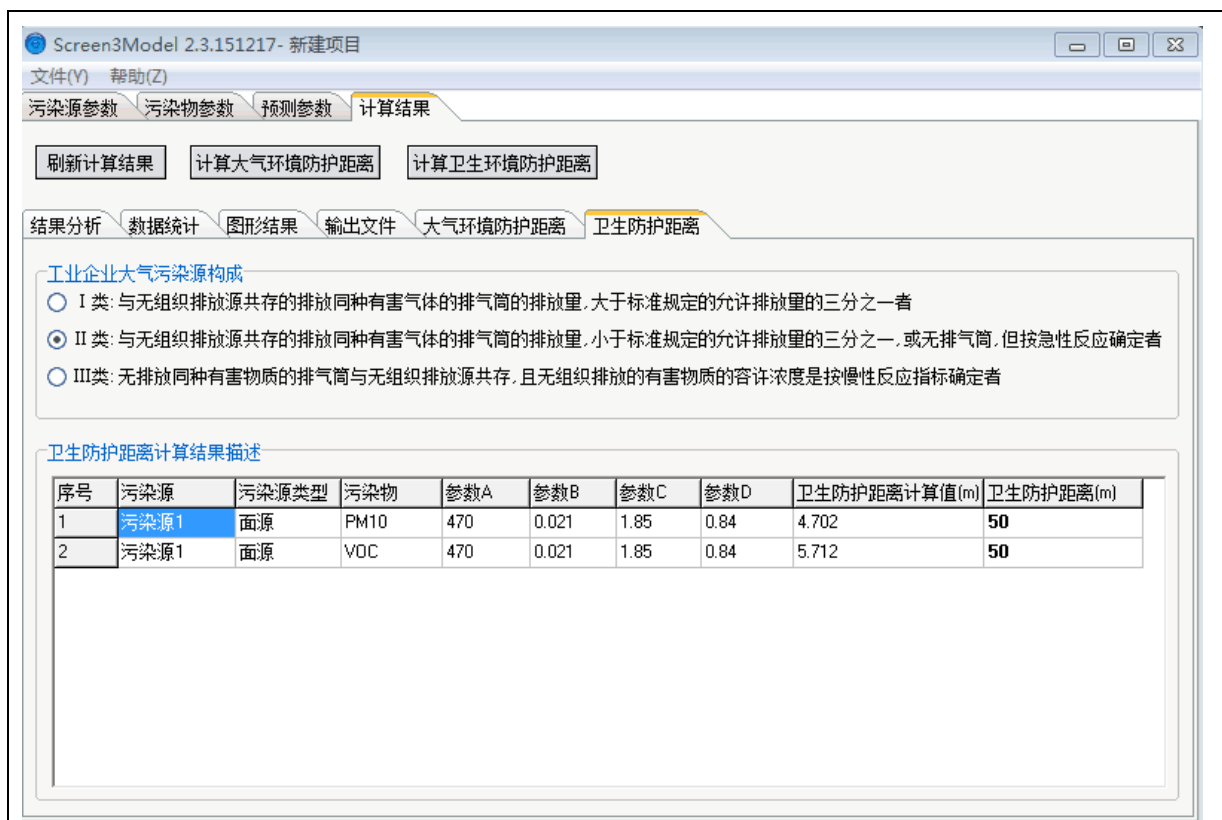 Screen3Model 2.3.151217- 新建项目
文件(Y) 帮助(Z)
污染源参数 污染物参数 预测参数 计算结果
刷新计算结果 计算大气环境防护距离 计算卫生环境防护距离
结果分析 数据统计 图形结果 输出文件 大气环境防护距离 卫生防护距离
工业企业大气污染源构成
I 类:与无组织排放源共存的排放同种有害气体的排气筒的排放量,大于标准规定的允许排放量的三分之一者
II 类:与无组织排放源共存的排放同种有害气体的排气筒的排放量,小于标准规定的允许排放量的三分之一,或无排气筒,但按急性反应确定者
III类:无排放同种有害物质的排气筒与无组织排放源共存,且无组织排放的有害物质的容许浓度是按慢性反应指标确定者
卫生防护距离计算结果描述
序号 污染源 污染源类型 污染物 参数A 参数B 参数C 参数D 卫生防护距离计算值(m) 卫生防护距离(m)
1 污染源1 面源 PM10 470 0.021 1.85 0.84 4.702 50
2 污染源1 面源 VOC 470 0.021 1.85 0.84 5.712 50